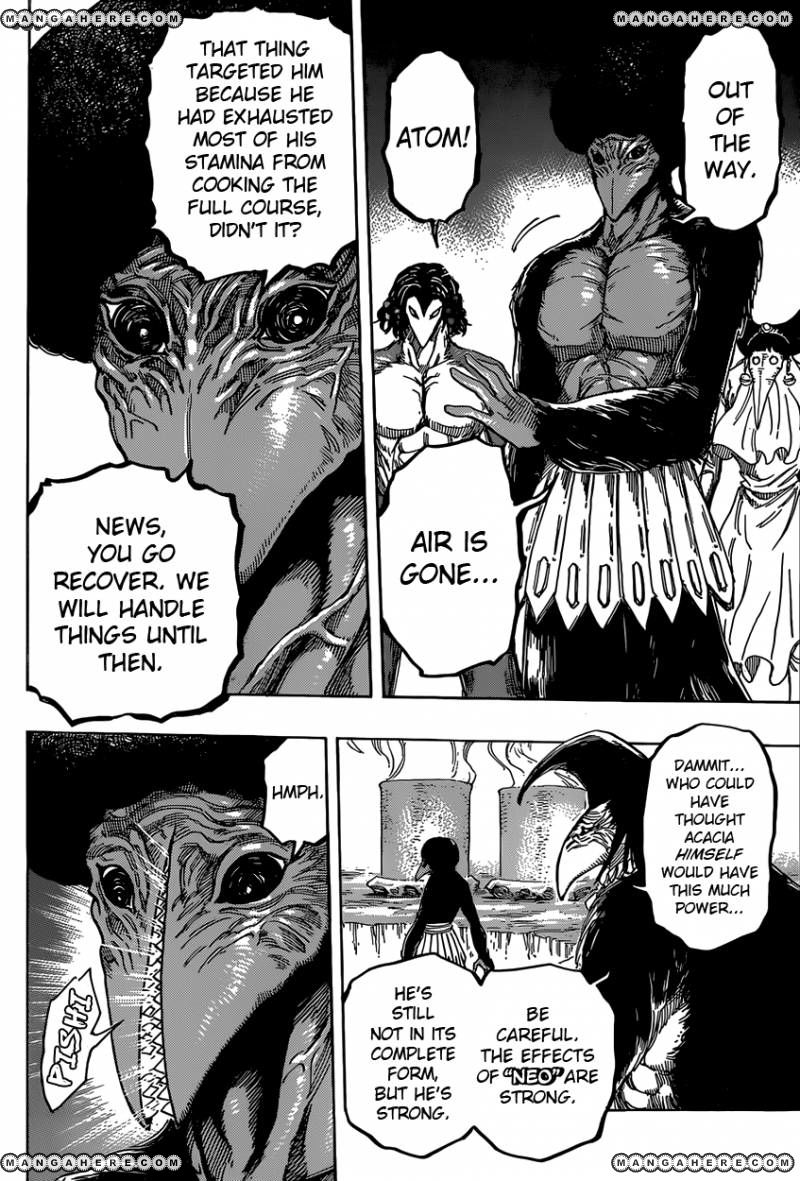 MANGAHERE.COM
MANGAHERE.COM
OUT
OF
THE
WAY.
ATOM!
AIR IS
GONE...
THAT THING
TARGETED HIM
BECAUSE HE
HAD EXHAUSTED
MOST OF HIS
STAMINA FROM
COOKING THE
FULL COURSE,
DIDN'T IT?
NEWS,
YOU GO
RECOVER. WE
WILL HANDLE
THINGS UNTIL
THEN.
DAMMIT...
WHO COULD
HAVE
THOUGHT
ACACIA
HIMSELF
WOULD HAVE
THIS MUCH
POWER...
BE
CAREFUL.
THE EFFECTS
OF "NEO" ARE
STRONG.
HE'S
STILL
NOT IN ITS
COMPLETE
FORM,
BUT HE'S
STRONG.
HMPH.
PISHI
MANGAHERE.COM
MANGAHERE.COM